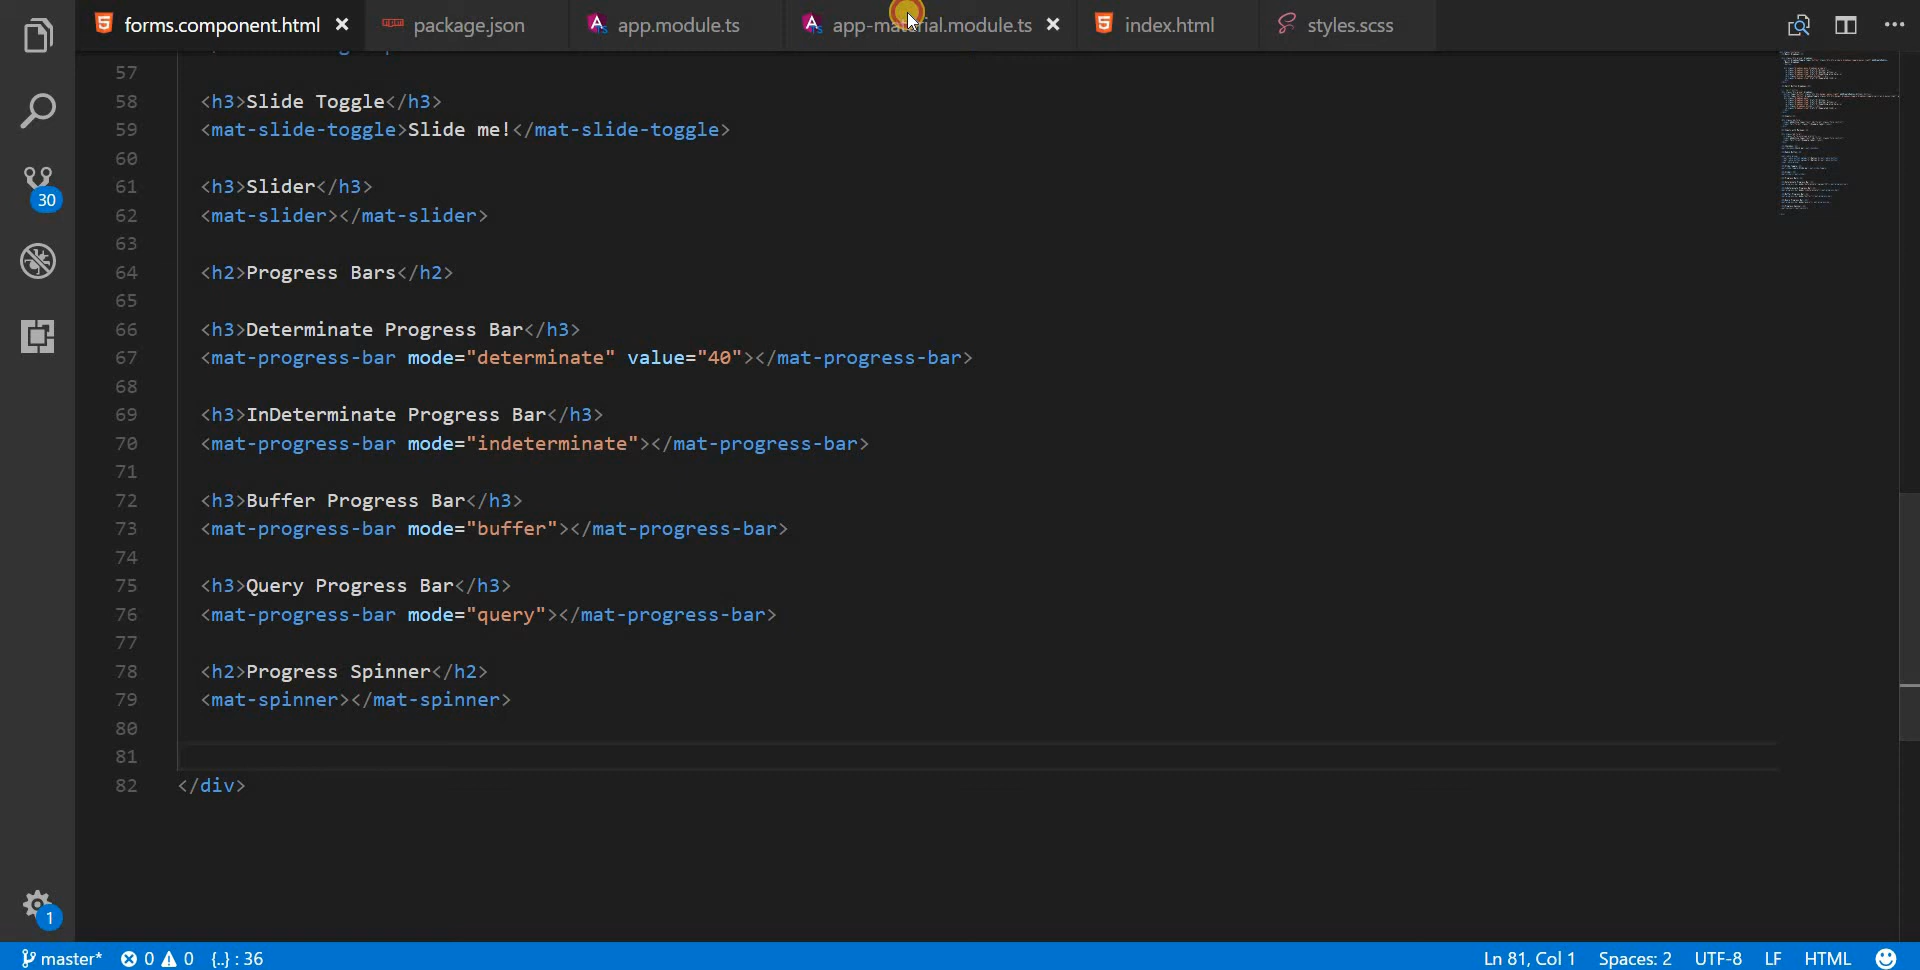 forms.component.html package.json app.module.ts app-material.module.ts index.html styles.scss
57
58 <h3>Slide Toggle</h3>
59 <mat-slide-toggle>Slide me!</mat-slide-toggle>
60
61 <h3>Slider</h3>
62 <mat-slider></mat-slider>
63
64 <h2>Progress Bars</h2>
65
66 <h3>Determinate Progress Bar</h3>
67 <mat-progress-bar mode="determinate" value="40"></mat-progress-bar>
68
69 <h3>InDeterminate Progress Bar</h3>
70 <mat-progress-bar mode="indeterminate"></mat-progress-bar>
71
72 <h3>Buffer Progress Bar</h3>
73 <mat-progress-bar mode="buffer"></mat-progress-bar>
74
75 <h3>Query Progress Bar</h3>
76 <mat-progress-bar mode="query"></mat-progress-bar>
77
78 <h2>Progress Spinner</h2>
79 <mat-spinner></mat-spinner>
80
81
82 </div>
30
1
master* 0 0 {..} : 36 Ln 81, Col 1 Spaces: 2 UTF-8 LF HTML